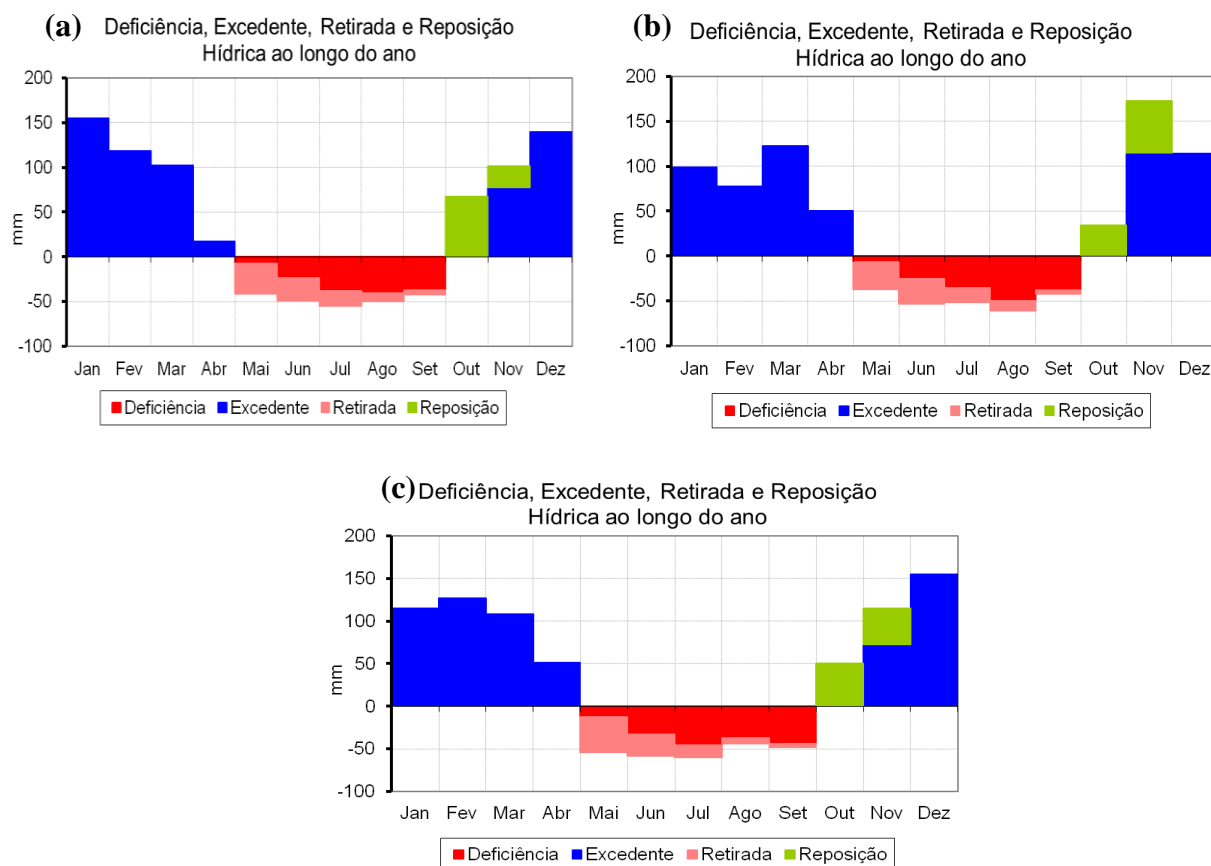 (a) Deficiência, Excedente, Retirada e Reposição
Hídrica ao longo do ano
200
150
100
50
0
-50
-100
mm
Jan Fev Mar Abr Mai Jun Jul Ago Set Out Nov Dez
Deficiência Excedente Retirada Reposição
(b) Deficiência, Excedente, Retirada e Reposição
Hídrica ao longo do ano
200
150
100
50
0
-50
-100
mm
Jan Fev Mar Abr Mai Jun Jul Ago Set Out Nov Dez
Deficiência Excedente Retirada Reposição
(c) Deficiência, Excedente, Retirada e Reposição
Hídrica ao longo do ano
200
150
100
50
0
-50
-100
mm
Jan Fev Mar Abr Mai Jun Jul Ago Set Out Nov Dez
Deficiência Excedente Retirada Reposição